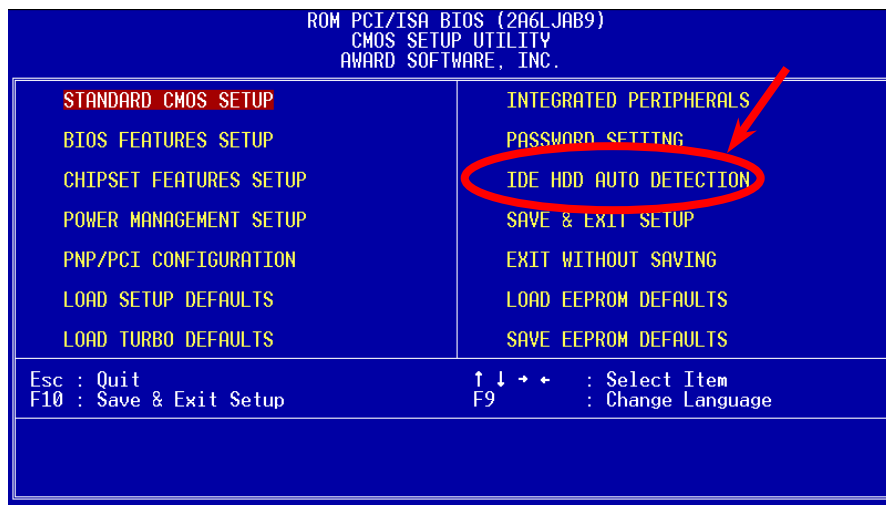 ROM PCI/ISA BIOS (2A6LJAB9)
CMOS SETUP UTILITY
AWARD SOFTWARE, INC.
STANDARD CMOS SETUP
BIOS FEATURES SETUP
CHIPSET FEATURES SETUP
POWER MANAGEMENT SETUP
PNP/PCI CONFIGURATION
LOAD SETUP DEFAULTS
LOAD TURBO DEFAULTS
INTEGRATED PERIPHERALS
PASSWORD SETTING
IDE HDD AUTO DETECTION
SAVE & EXIT SETUP
EXIT WITHOUT SAVING
LOAD EEPROM DEFAULTS
SAVE EEPROM DEFAULTS
Esc : Quit
F10 : Save & Exit Setup
↑ ↓ → ← : Select Item
F9 : Change Language